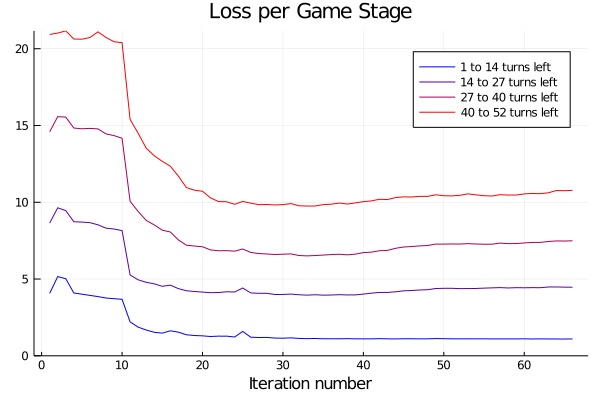 Loss per Game Stage
20
15
10
5
0
1 to 14 turns left
14 to 27 turns left
27 to 40 turns left
40 to 52 turns left
0 10 20 30 40 50 60
Iteration number